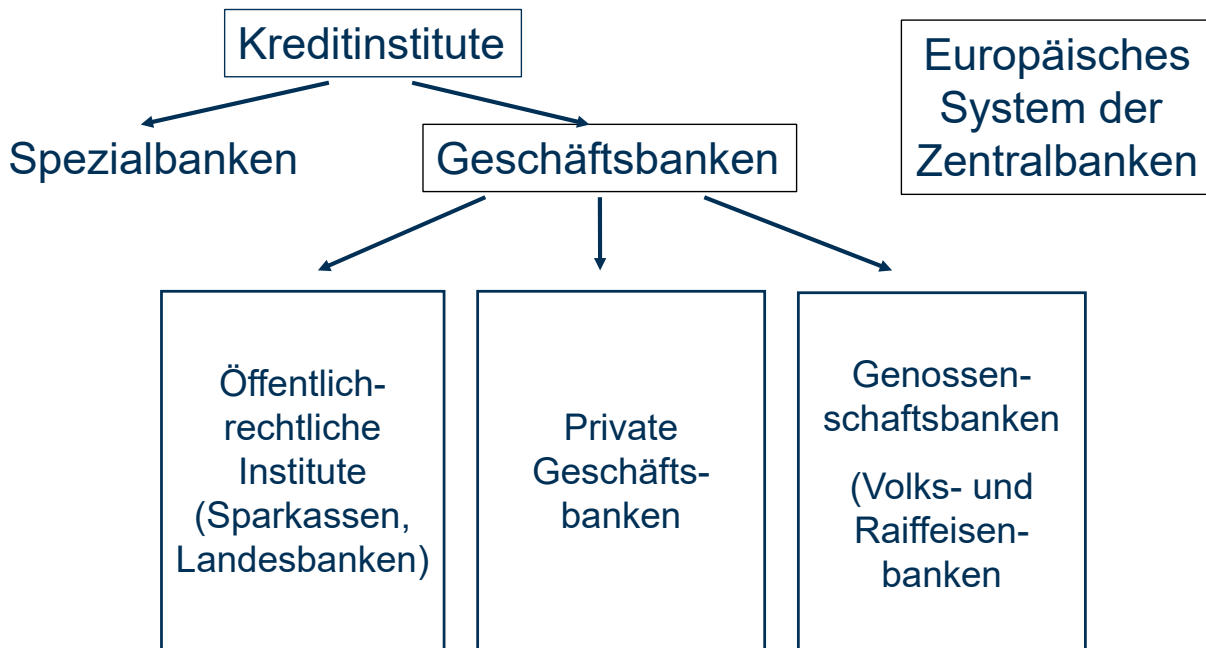 Kreditinstitute
Europäisches
System der
Zentralbanken
Spezialbanken
Geschäftsbanken
Öffentlich-
rechtliche
Institute
(Sparkassen,
Landesbanken)
Private
Geschäfts-
banken
Genossen-
schaftsbanken
(Volks- und
Raiffeisen-
banken